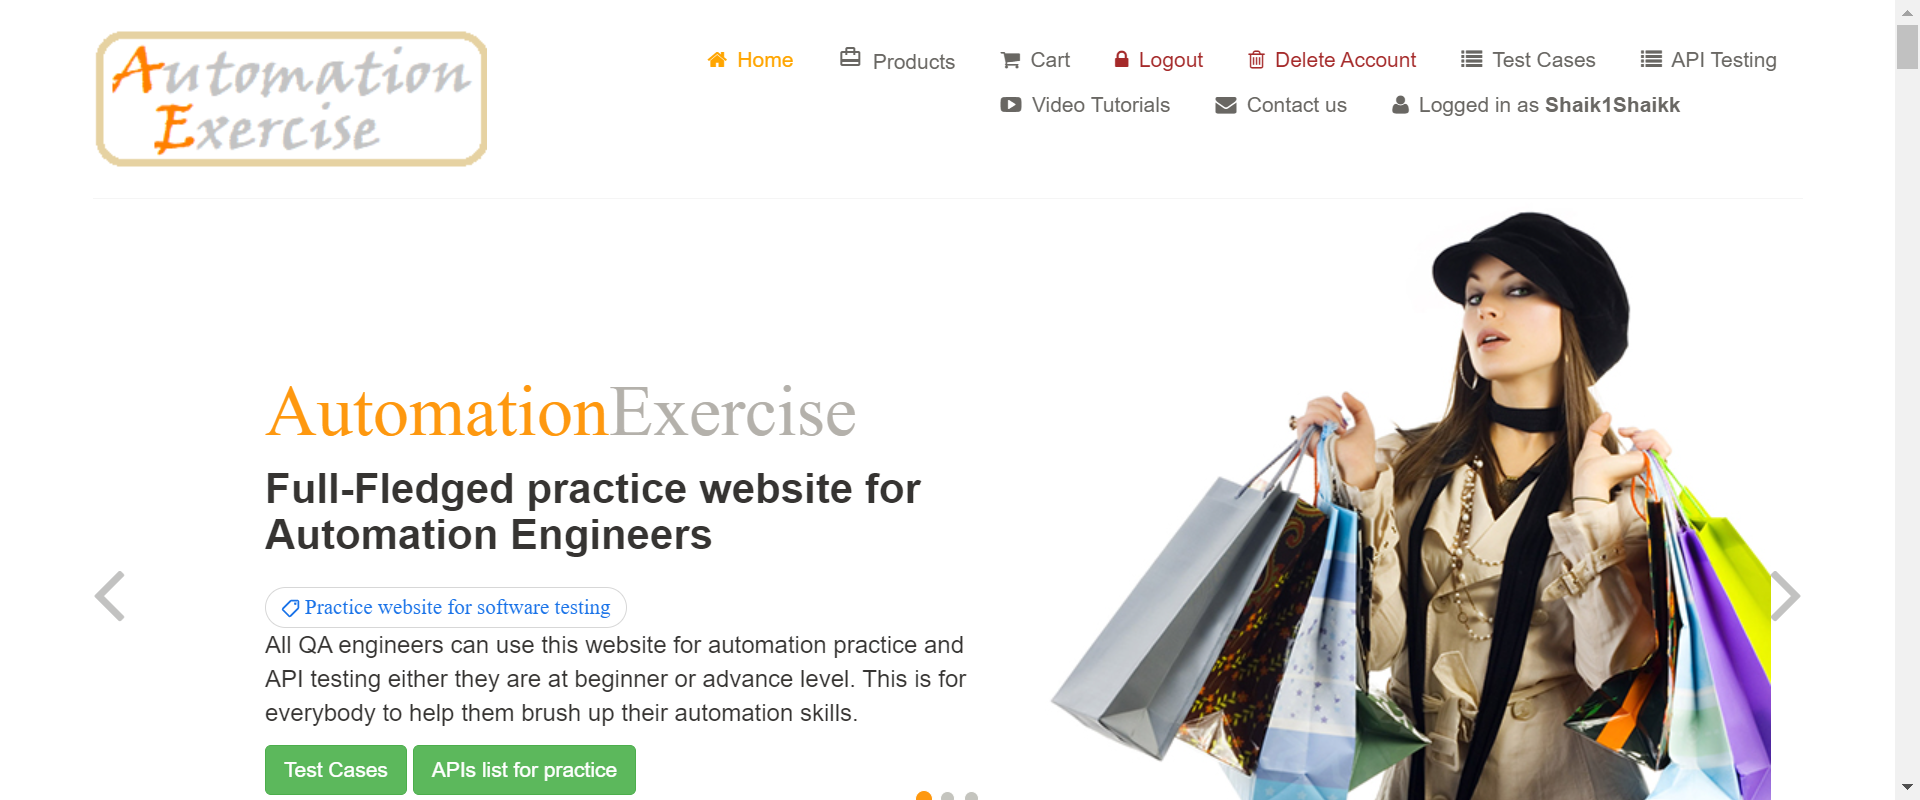 Automation
Exercise
Home Products Cart Logout Delete Account Test Cases API Testing
Video Tutorials Contact us Logged in as Shaik1Shaikk
AutomationExercise
Full-Fledged practice website for
Automation Engineers
Practice website for software testing
All QA engineers can use this website for automation practice and
API testing either they are at beginner or advance level. This is for
everybody to help them brush up their automation skills.
Test Cases APIs list for practice